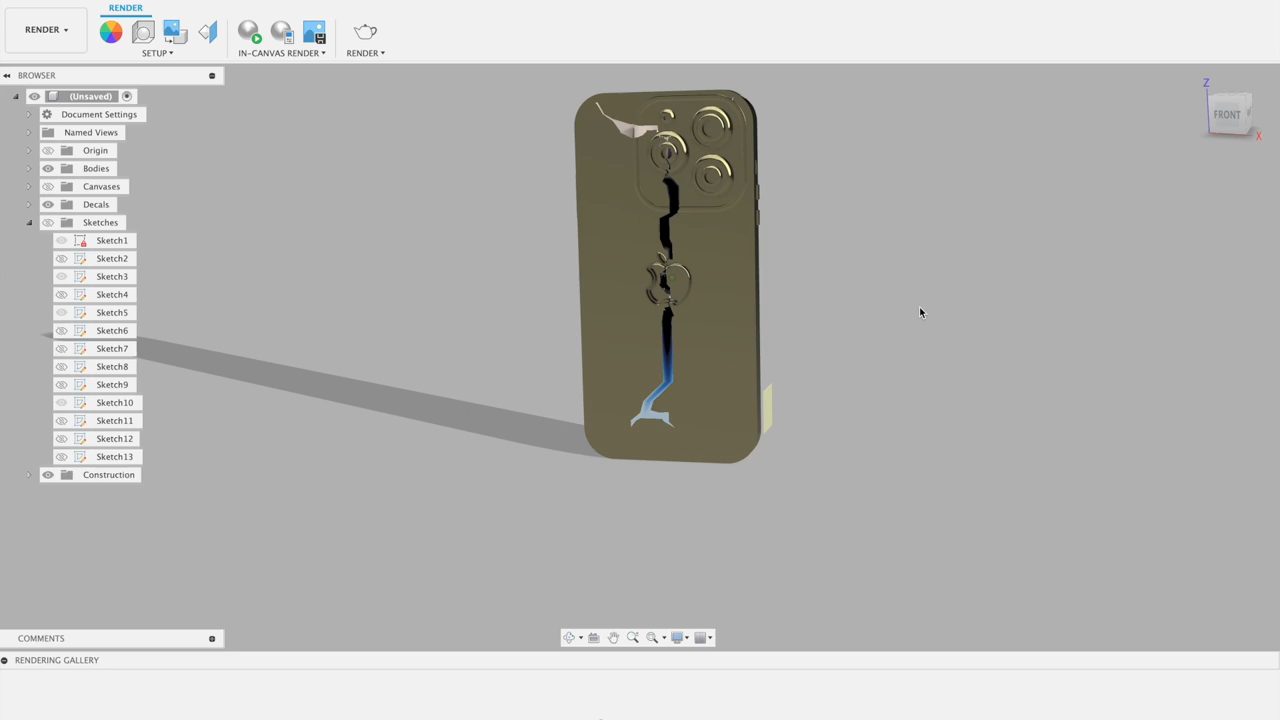 RENDER
RENDER
SETUP
IN-CANVAS RENDER
RENDER
BROWSER
(Unsaved)
Document Settings
Named Views
Origin
Bodies
Canvases
Decals
Sketches
Sketch1
Sketch2
Sketch3
Sketch4
Sketch5
Sketch6
Sketch7
Sketch8
Sketch9
Sketch10
Sketch11
Sketch12
Sketch13
Construction
Z
FRONT
X
COMMENTS
RENDERING GALLERY